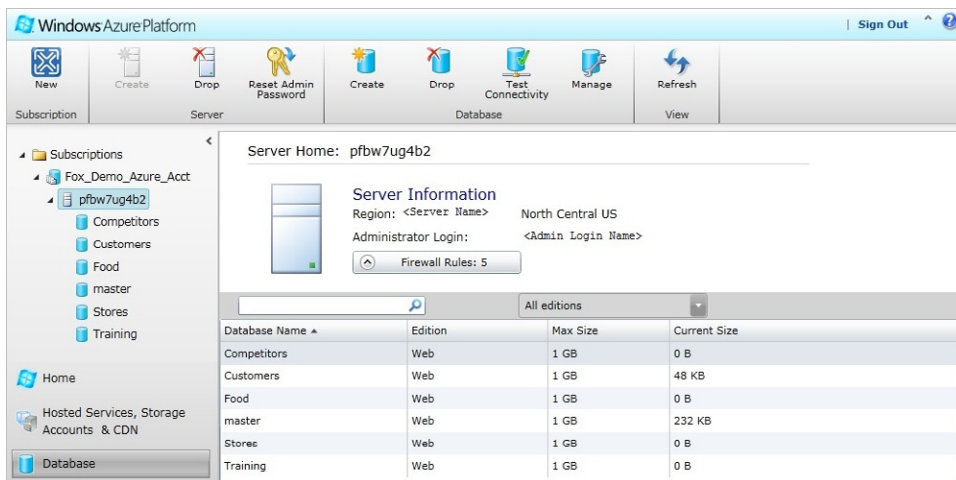 Windows Azure Platform
Sign Out
New
Create
Drop
Reset Admin
Password
Create
Drop
Test
Connectivity
Manage
Refresh
Subscription
Server
Database
View
Subscriptions
Fox_Demo_Azure_Acct
pfbw7ug4b2
Competitors
Customers
Food
master
Stores
Training
Home
Hosted Services, Storage
Accounts & CDN
Database
Server Home: pfbw7ug4b2
Server Information
Region: <Server Name> North Central US
Administrator Login: <Admin Login Name>
Firewall Rules: 5
All editions
Database Name Edition Max Size Current Size
Competitors Web 1 GB 0 B
Customers Web 1 GB 48 KB
Food Web 1 GB 0 B
master Web 1 GB 232 KB
Stores Web 1 GB 0 B
Training Web 1 GB 0 B